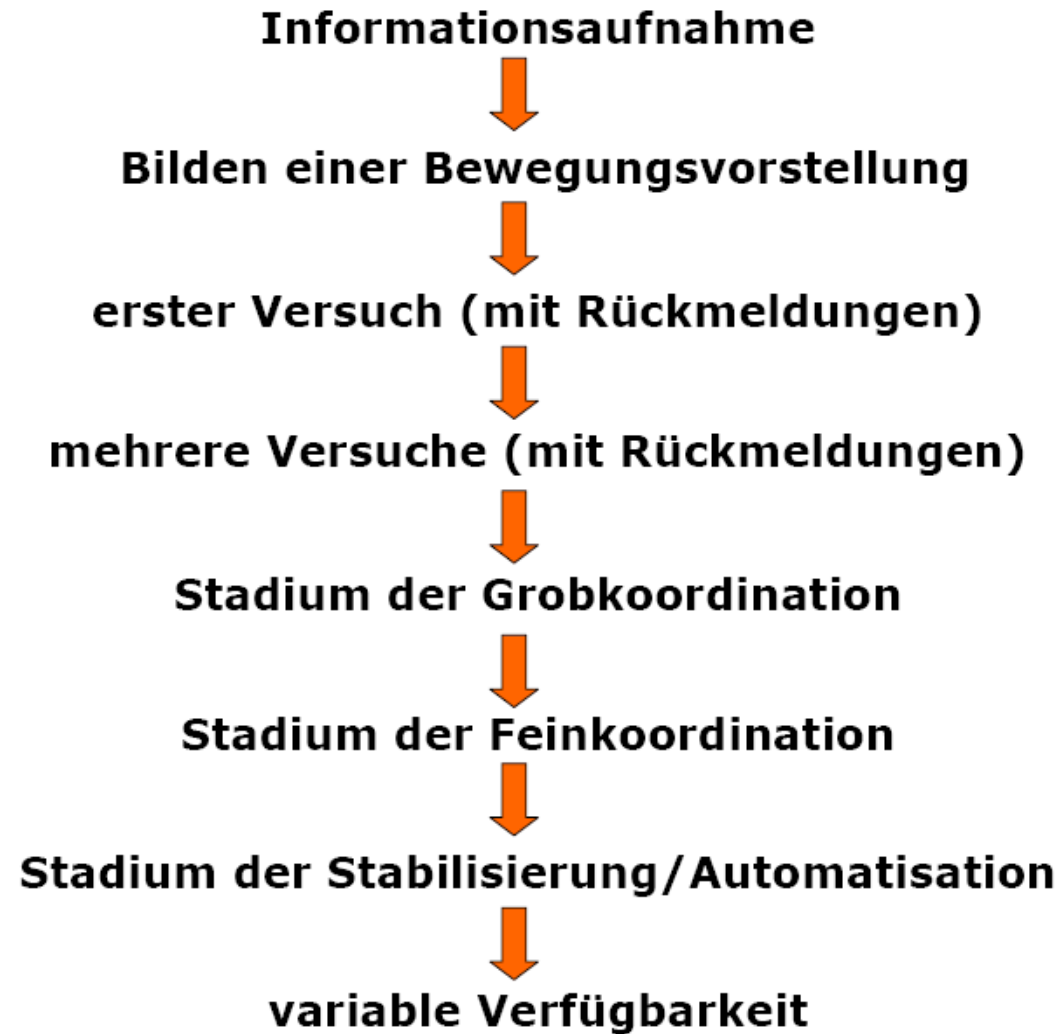 Informationsaufnahme
Bilden einer Bewegungsvorstellung
erster Versuch (mit Rückmeldungen)
mehrere Versuche (mit Rückmeldungen)
Stadium der Grobkoordination
Stadium der Feinkoordination
Stadium der Stabilisierung/Automatisation
variable Verfügbarkeit